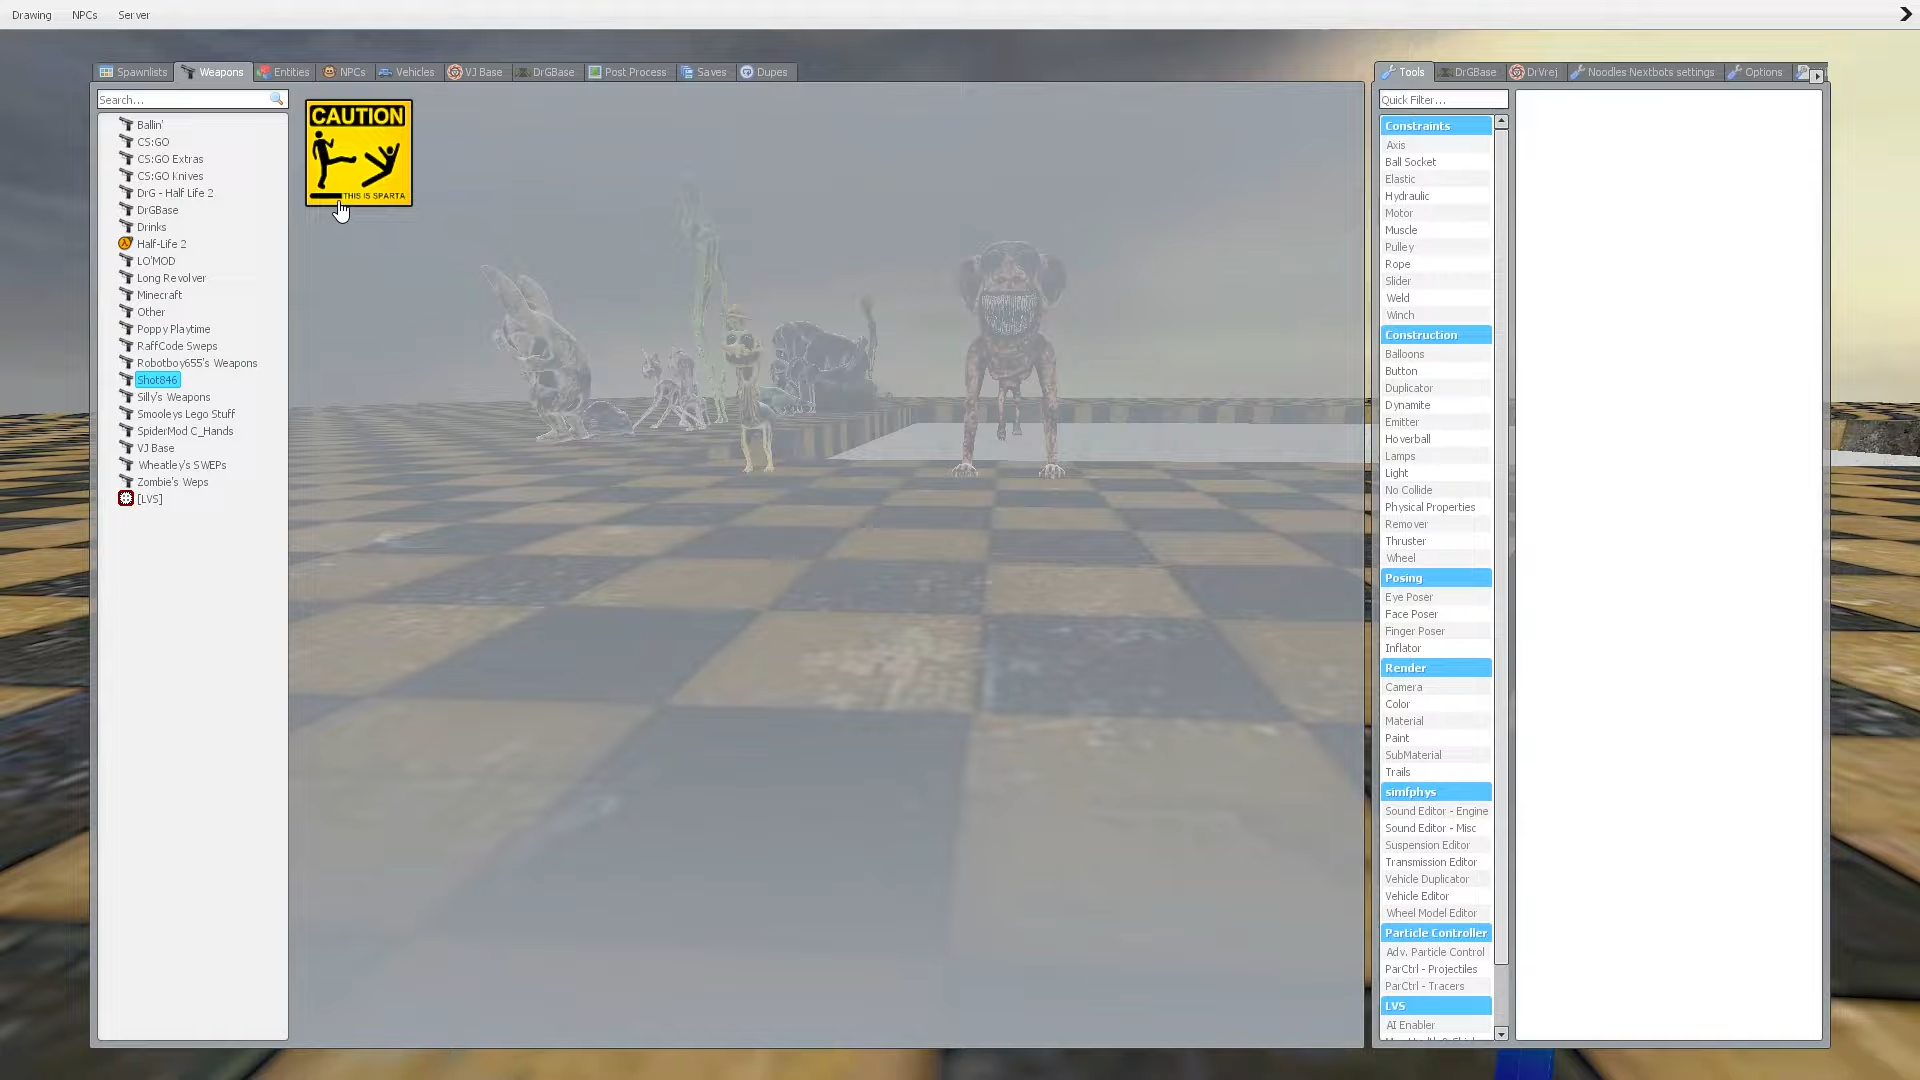 Drawing NPCs Server
Spawnlists Weapons Entities NPCs Vehicles VJ Base DrGBase Post Process Saves Dupes
Search...
Ballin'
CS:GO
CS:GO Extras
CS:GO Knives
DrG - Half Life 2
DrGBase
Drinks
Half-Life 2
LO'MOD
Long Revolver
Minecraft
Other
Poppy Playtime
RaffCode Sweps
Robotboy655's Weapons
Shot846
Silly's Weapons
Smooleys Lego Stuff
SpiderMod C_Hands
VJ Base
Wheatley's SWEPs
Zombie's Weps
[LVS]
CAUTION
THIS IS SPARTA
Tools DrGBase DrVrej Noodles Nextbots settings Options
Quick Filter...
Constraints
Axis
Ball Socket
Elastic
Hydraulic
Motor
Muscle
Pulley
Rope
Slider
Weld
Winch
Construction
Balloons
Button
Duplicator
Dynamite
Emitter
Hoverball
Lamps
Light
No Collide
Physical Properties
Remover
Thruster
Wheel
Posing
Eye Poser
Face Poser
Finger Poser
Inflator
Render
Camera
Color
Material
Paint
SubMaterial
Trails
simfphys
Sound Editor - Engine
Sound Editor - Misc
Suspension Editor
Transmission Editor
Vehicle Duplicator
Vehicle Editor
Wheel Model Editor
Particle Controller
Adv. Particle Control
ParCtrl - Projectiles
ParCtrl - Tracers
LVS
AI Enabler